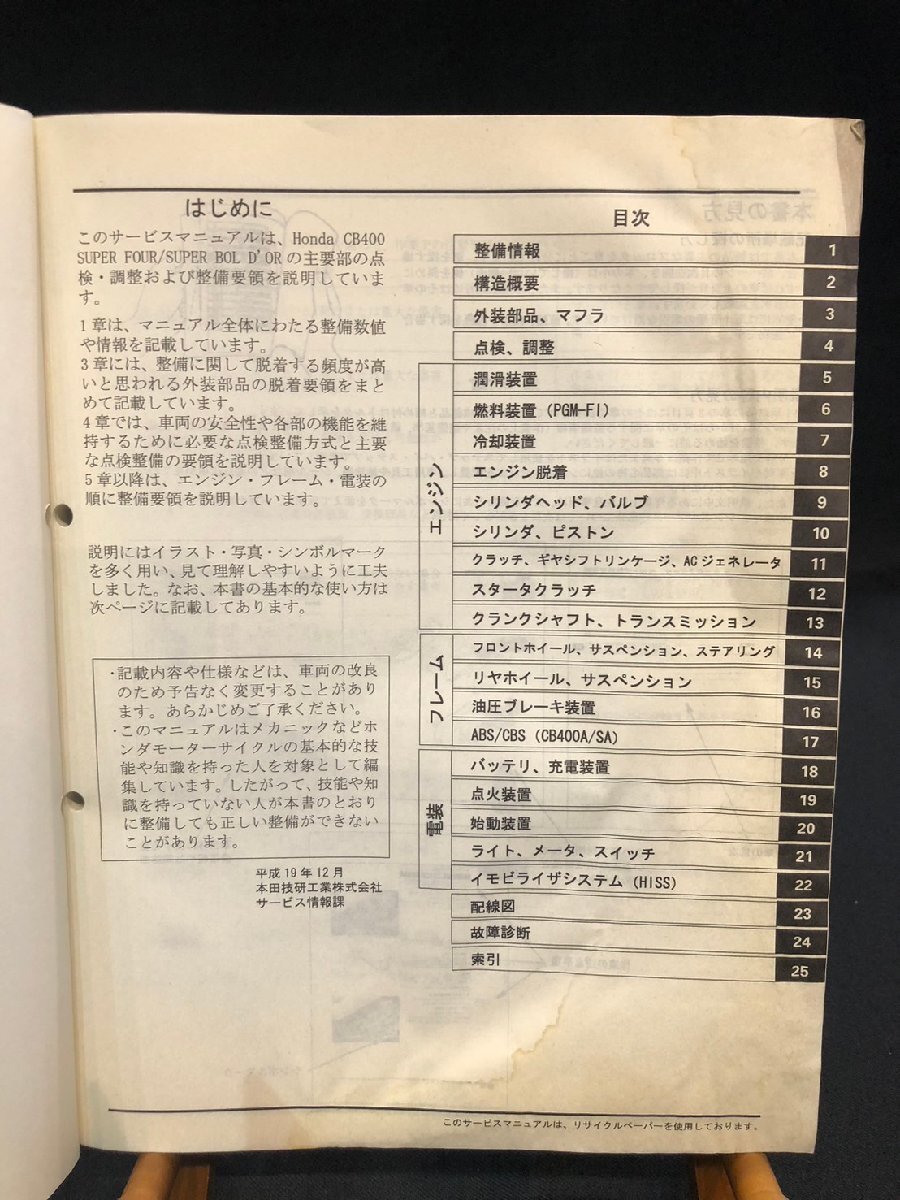 はじめに
このサービスマニュアルは、Honda CB400
SUPER FOUR/SUPER BOL D'ORの主要部の点
検・調整および整備要領を説明していま
す。
1章は、マニュアル全体にわたる整備数値
や情報を記載しています。
3章には、整備に関して脱着する頻度が高
いと思われる外装部品の脱着要領をまと
めて記載しています。
4章では、車両の安全性や各部の機能を維
持するために必要な点検整備方式と主要
な点検整備の要領を説明しています。
5章以降は、エンジン・フレーム・電装の
順に整備要領を説明しています。
説明にはイラスト・写真・シンボルマーク
を多く用い、見て理解しやすいように工夫
しました。なお、本書の基本的な使い方は
次ページに記載してあります。
・記載内容や仕様などは、車両の改良
のため予告なく変更することがあり
ます。あらかじめご了承ください。
・このマニュアルはメカニックなどホ
ンダモーターサイクルの基本的な技
能や知識を持った人を対象として編
集しています。したがって、技能や知
識を持っていない人が本書のとおり
に整備しても正しい整備ができない
ことがあります。
平成19年12月
本田技研工業株式会社
サービス情報課
目次
整備情報 1
構造概要 2
外装部品、マフラ 3
点検、調整 4
エンジン
潤滑装置 5
燃料装置(PGM-FI) 6
冷却装置 7
エンジン脱着 8
シリンダヘッド、バルブ 9
シリンダ、ピストン 10
クラッチ、ギヤシフトリンケージ、ACジェネレータ 11
スタータクラッチ 12
クランクシャフト、トランスミッション 13
フレーム
フロントホイール、サスペンション、ステアリング 14
リヤホイール、サスペンション 15
油圧ブレーキ装置 16
ABS/CBS (CB400A/SA) 17
電装
バッテリ、充電装置 18
点火装置 19
始動装置 20
ライト、メータ、スイッチ 21
イモビライザシステム(HISS) 22
配線図 23
故障診断 24
索引 25
このサービスマニュアルは、リサイクルペーパーを使用しております。